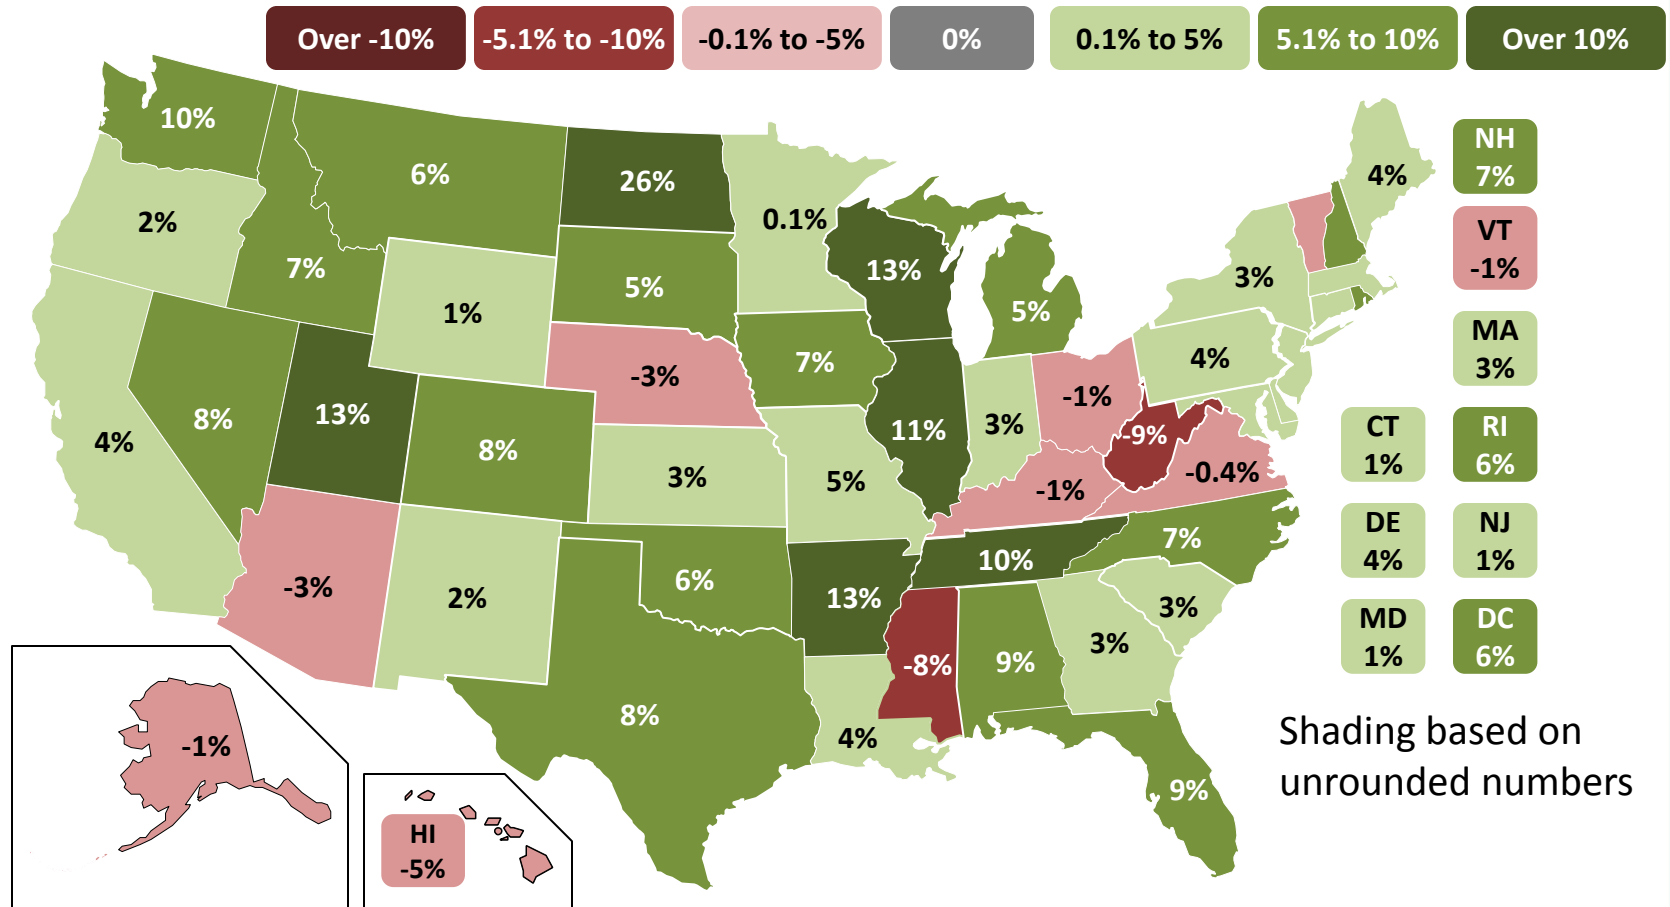 Over -10%
-5.1% to -10%
-0.1% to -5%
0%
0.1% to 5%
5.1% to 10%
Over 10%
10%
6%
26%
0.1%
4%
NH
7%
2%
7%
5%
13%
3%
VT
-1%
1%
5%
MA
3%
-3%
7%
4%
8%
13%
4%
8%
3%
5%
11%
3%
-1%
-9%
-0.4%
-1%
CT
1%
RI
6%
-3%
2%
6%
13%
10%
7%
DE
4%
NJ
1%
3%
3%
MD
1%
DC
6%
8%
4%
-8%
9%
9%
-1%
HI
-5%
Shading based on
unrounded numbers